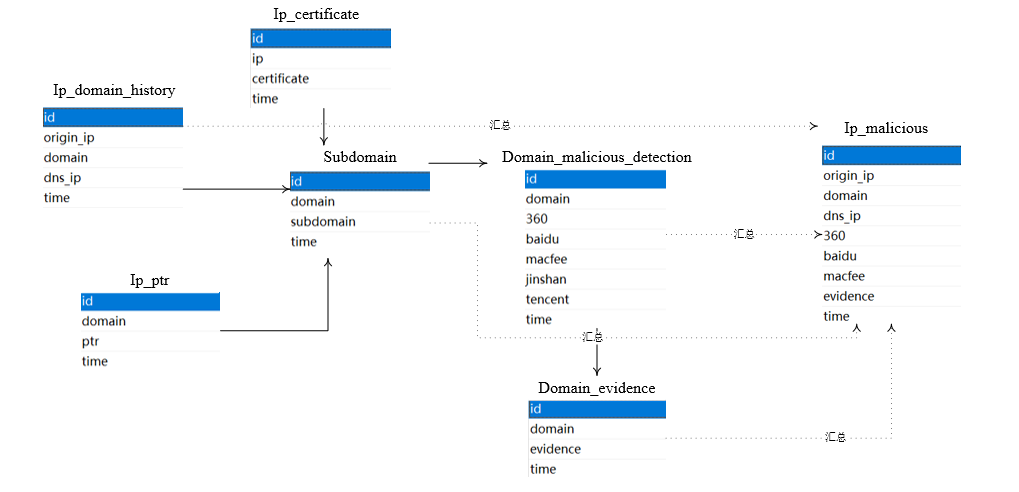 Ip_certificate
id
ip
certificate
time
Ip_domain_history
id
origin_ip
domain
dns_ip
time
汇总
Subdomain
id
domain
subdomain
time
Ip_ptr
id
domain
ptr
time
Domain_malicious_detection
id
domain
360
baidu
macfee
jinshan
tencent
time
汇总
汇总
Domain_evidence
id
domain
evidence
time
汇总
Ip_malicious
id
origin_ip
domain
dns_ip
360
baidu
macfee
evidence
time